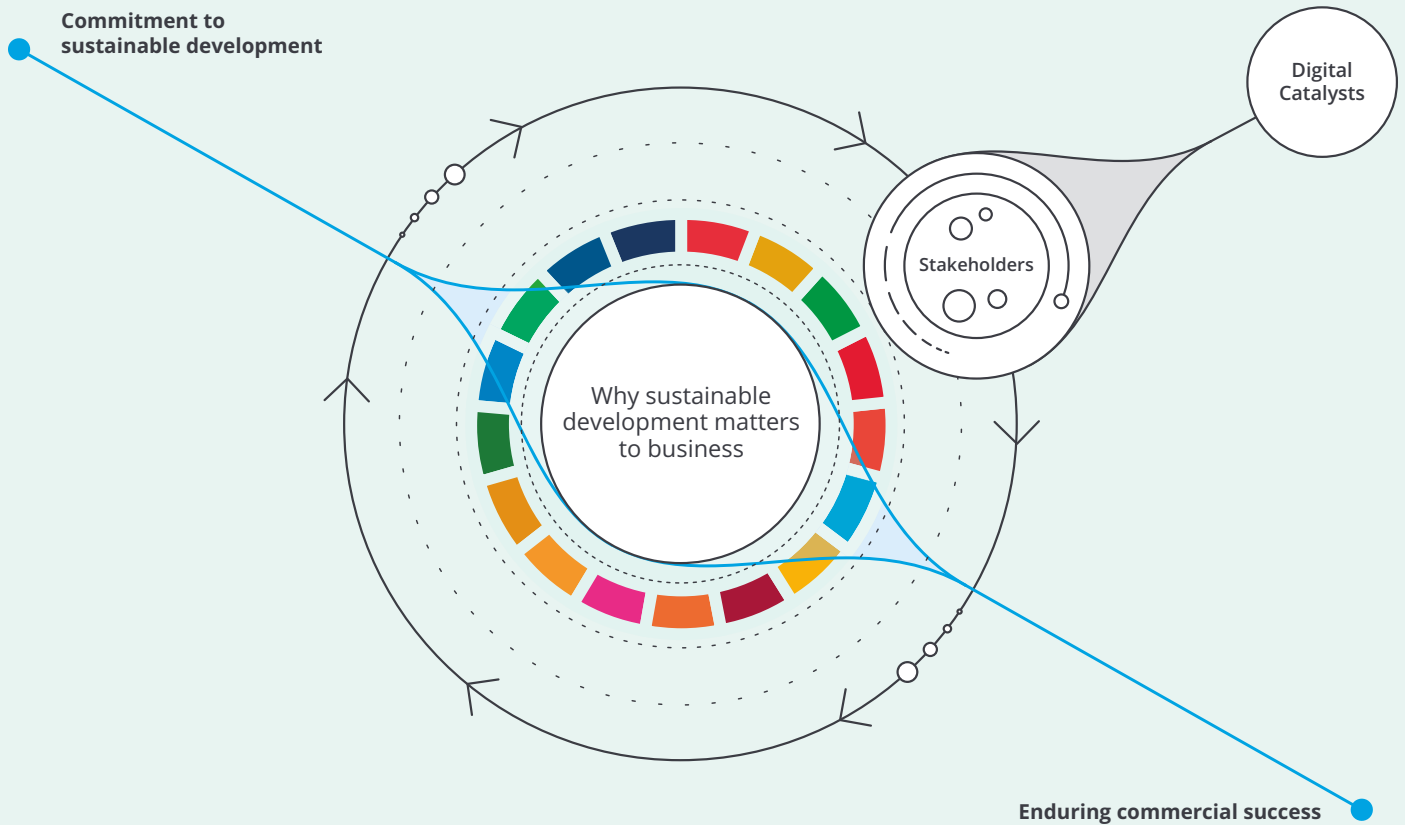 Commitment to
sustainable development
Digital
Catalysts
Stakeholders
Why sustainable
development matters
to business
Enduring commercial success